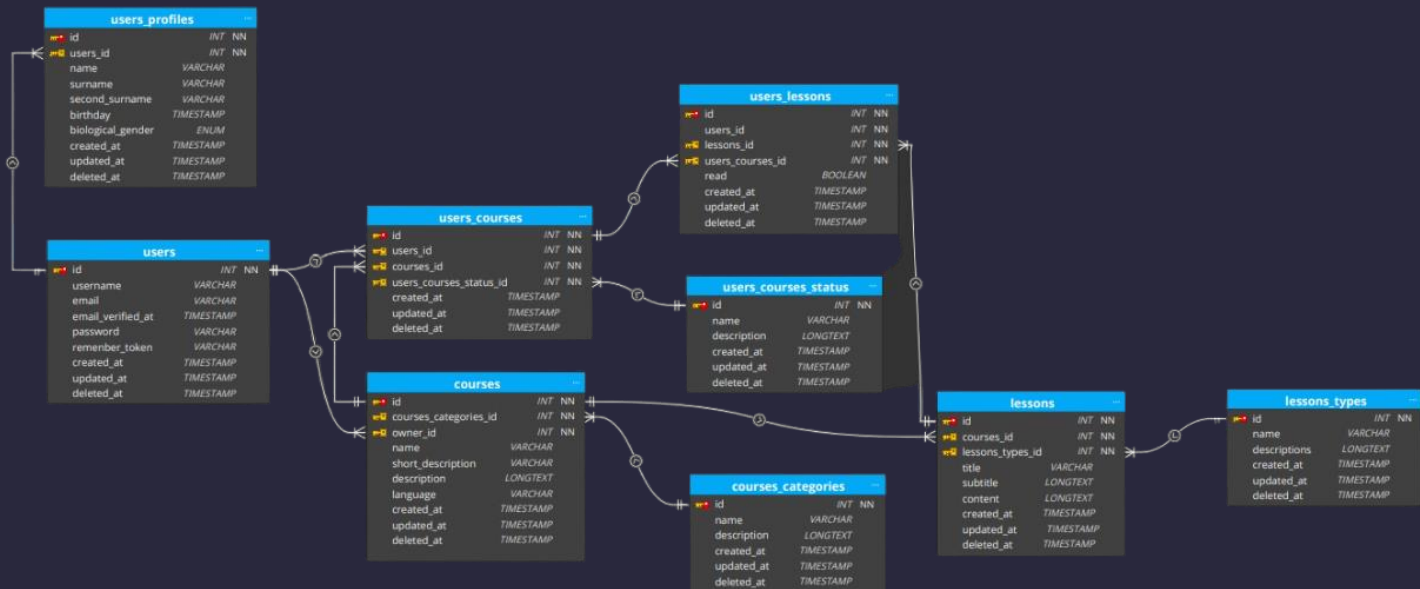 users_profiles ...
id INT NN
users_id INT NN
name VARCHAR
surname VARCHAR
second_surname VARCHAR
birthday TIMESTAMP
biological_gender ENUM
created_at TIMESTAMP
updated_at TIMESTAMP
deleted_at TIMESTAMP
users ...
id INT NN
username VARCHAR
email VARCHAR
email_verified_at TIMESTAMP
password VARCHAR
remenber_token VARCHAR
created_at TIMESTAMP
updated_at TIMESTAMP
deleted_at TIMESTAMP
users_courses ...
id INT NN
users_id INT NN
courses_id INT NN
users_courses_status_id INT NN
created_at TIMESTAMP
updated_at TIMESTAMP
deleted_at TIMESTAMP
courses ...
id INT NN
courses_categories_id INT NN
owner_id INT NN
name VARCHAR
short_description VARCHAR
description LONGTEXT
language VARCHAR
created_at TIMESTAMP
updated_at TIMESTAMP
deleted_at TIMESTAMP
users_lessons ...
id INT NN
users_id INT NN
lessons_id INT NN
users_courses_id INT NN
read BOOLEAN
created_at TIMESTAMP
updated_at TIMESTAMP
deleted_at TIMESTAMP
users_courses_status ...
id INT NN
name VARCHAR
description LONGTEXT
created_at TIMESTAMP
updated_at TIMESTAMP
deleted_at TIMESTAMP
courses_categories ...
id INT NN
name VARCHAR
description LONGTEXT
created_at TIMESTAMP
updated_at TIMESTAMP
deleted_at TIMESTAMP
lessons ...
id INT NN
courses_id INT NN
lessons_types_id INT NN
title VARCHAR
subtitle LONGTEXT
content LONGTEXT
created_at TIMESTAMP
updated_at TIMESTAMP
deleted_at TIMESTAMP
lessons_types ...
id INT NN
name VARCHAR
descriptions LONGTEXT
created_at TIMESTAMP
updated_at TIMESTAMP
deleted_at TIMESTAMP